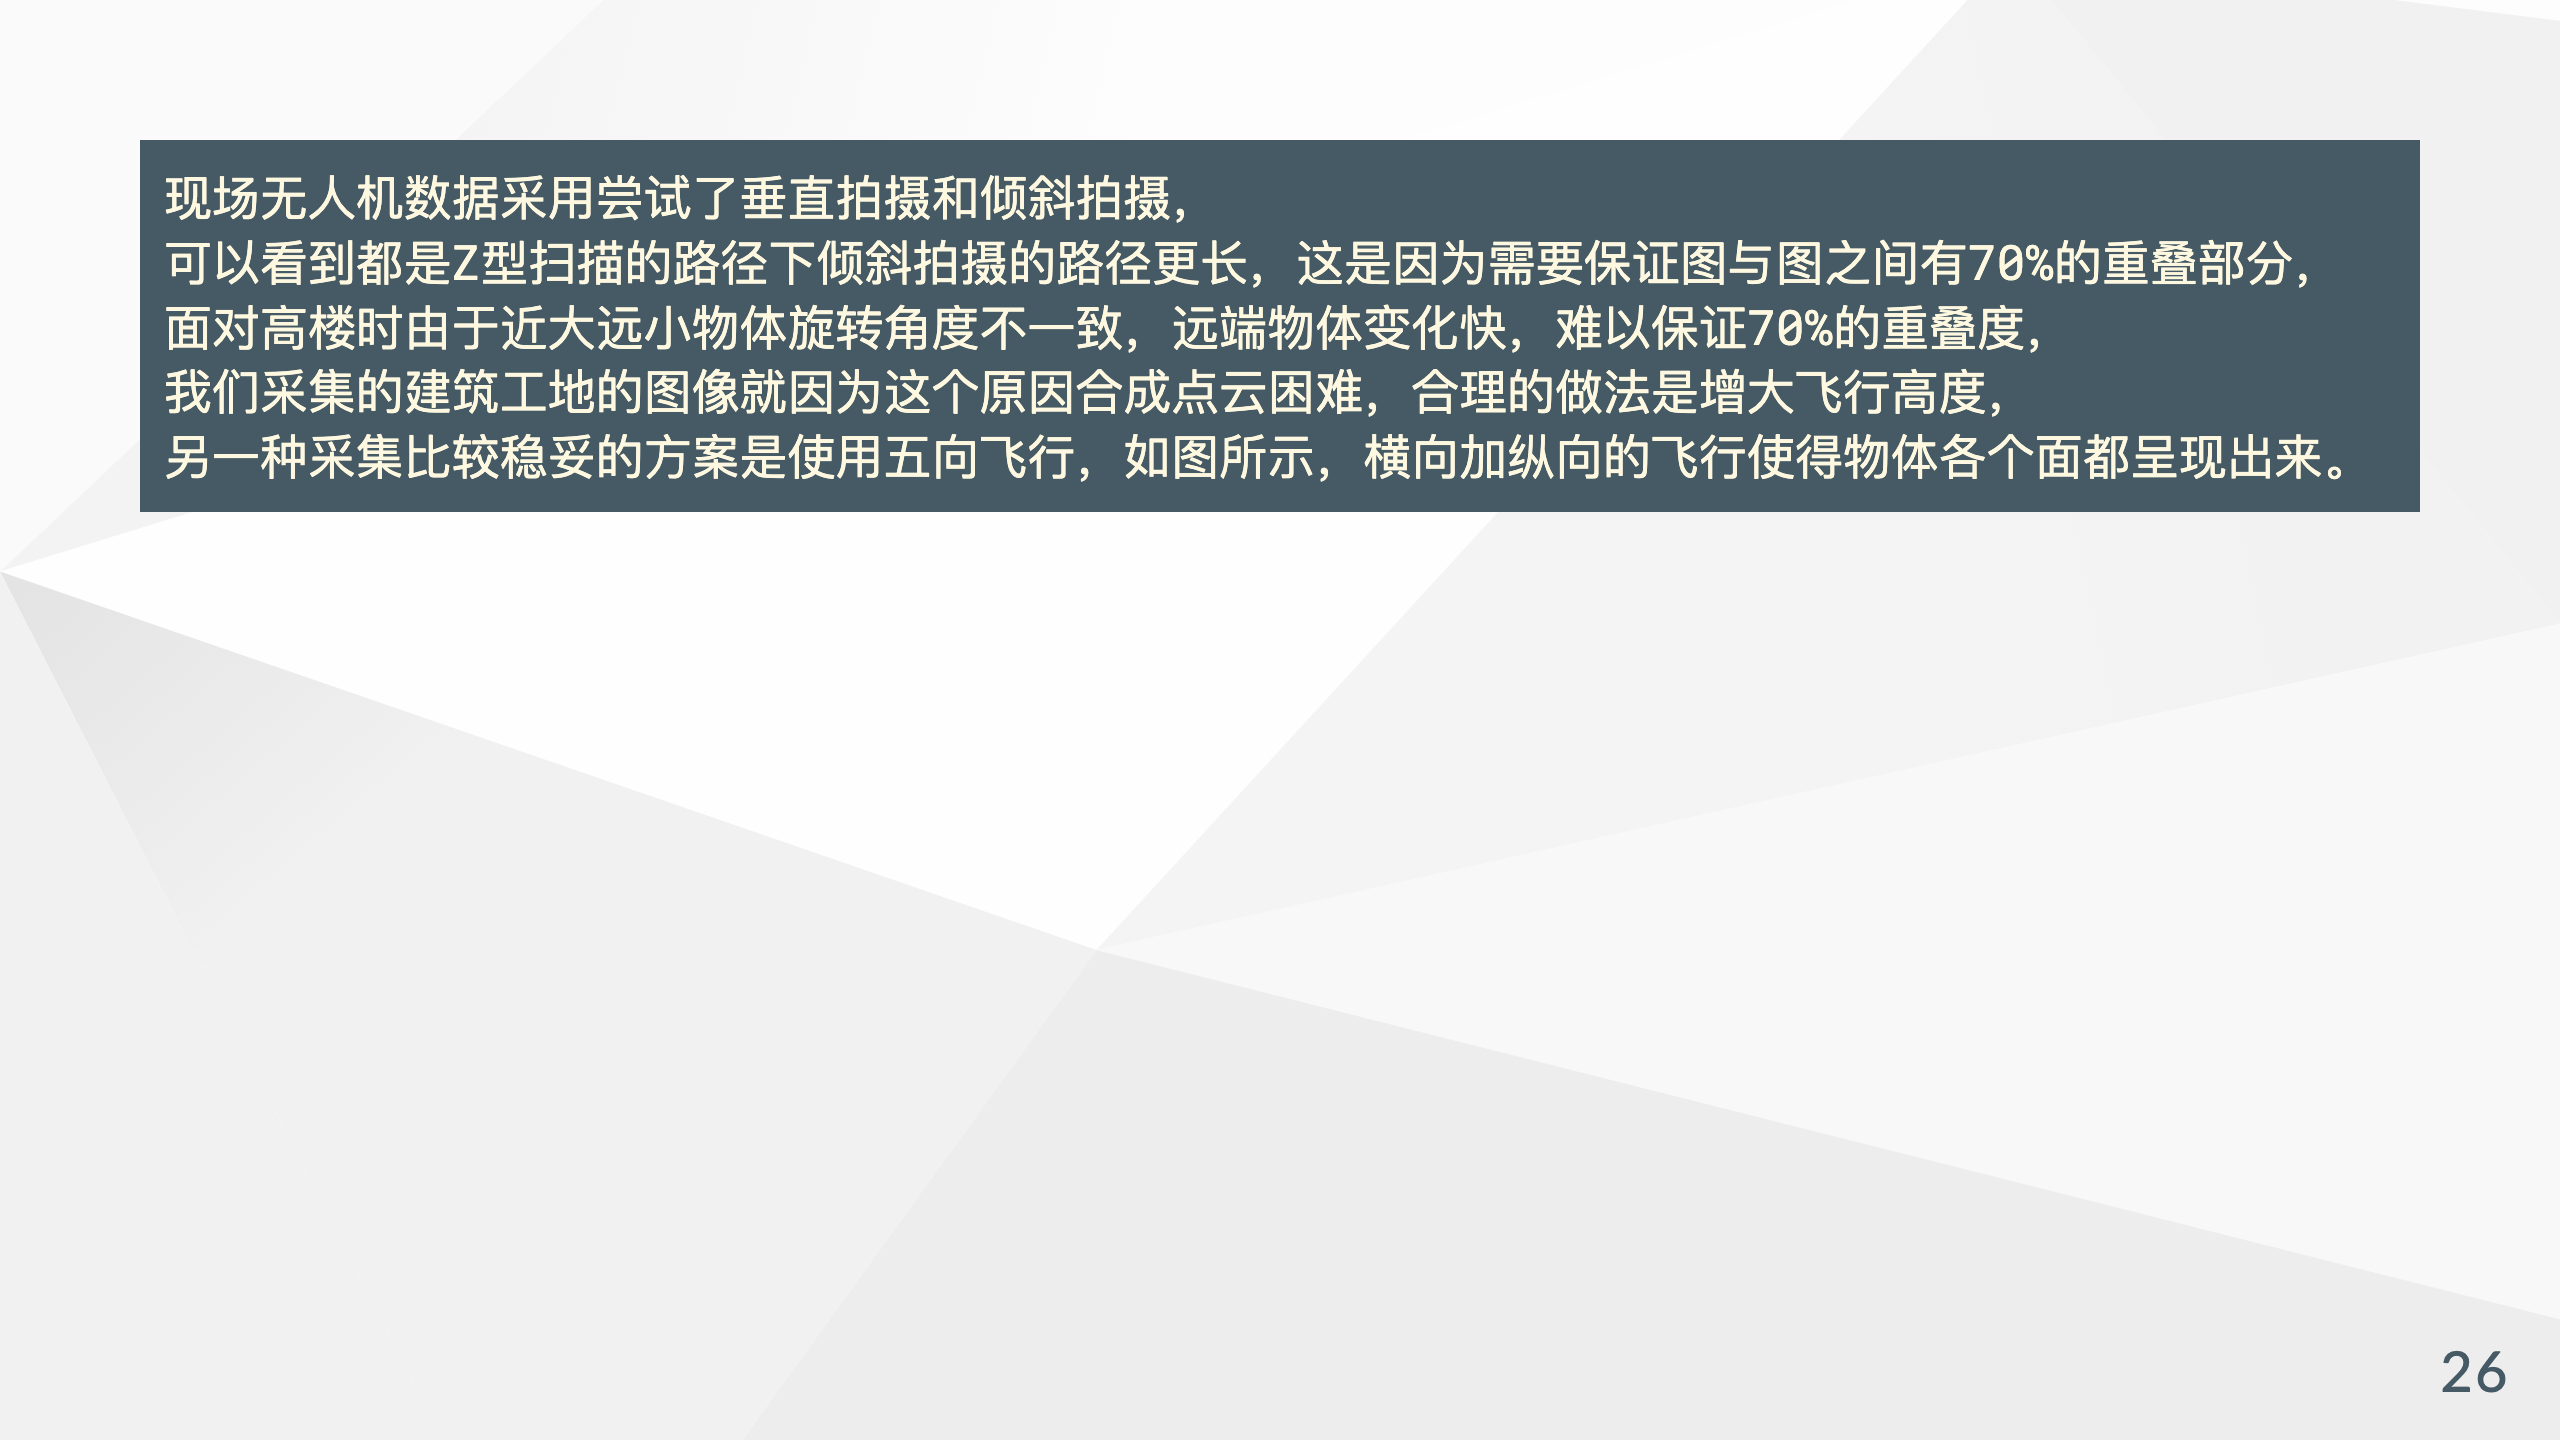 现场无人机数据采用尝试了垂直拍摄和倾斜拍摄，
可以看到都是Z型扫描的路径下倾斜拍摄的路径更长，这是因为需要保证图与图之间有70%的重叠部分，
面对高楼时由于近大远小物体旋转角度不一致，远端物体变化快，难以保证70%的重叠度，
我们采集的建筑工地的图像就因为这个原因合成点云困难，合理的做法是增大飞行高度，
另一种采集比较稳妥的方案是使用五向飞行，如图所示，横向加纵向的飞行使得物体各个面都呈现出来。
26